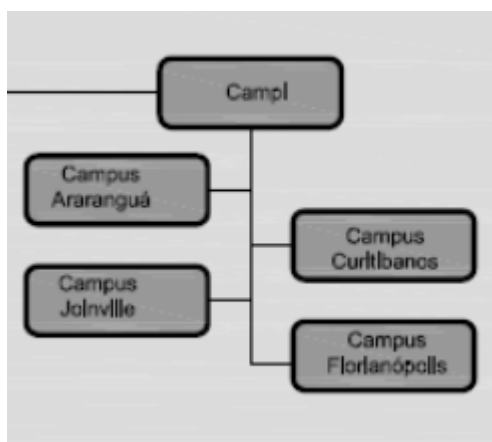 Campi
Campus
Araranguá
Campus
Curitibanos
Campus
Joinville
Campus
Florianópolis